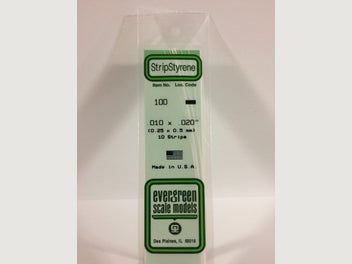 StripStyrene
Item No. Loc. Code
100
.010 x .020"
(0.25 x 0.5 mm)
10 Strips
Made in U.S.A.
evergreen
scale models
Des Plaines, IL 60018